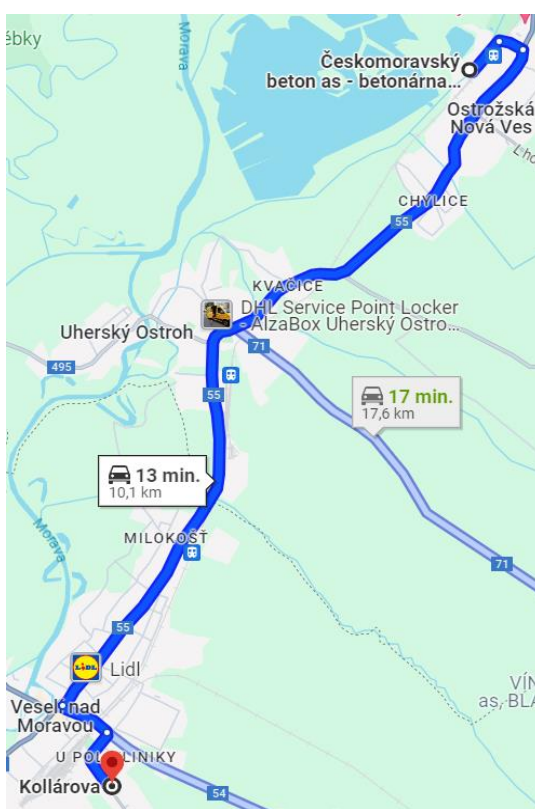 ébky
Morava
Českomoravský
beton as - betonárna...
Ostrožská
Nová Ves
Lho
CHYLICE
55
KVAČICE
DHL Service Point Locker
- AlzaBox Uherský Ostro...
Uherský Ostroh
71
495
55
17 min.
17,6 km
13 min.
10,1 km
Morava
MILOKOŠŤ
71
55
LIDL
Lidl
VÍN
as, BLA
Veselí nad
Moravou
U POLIKLINIKY
Kollárova
54